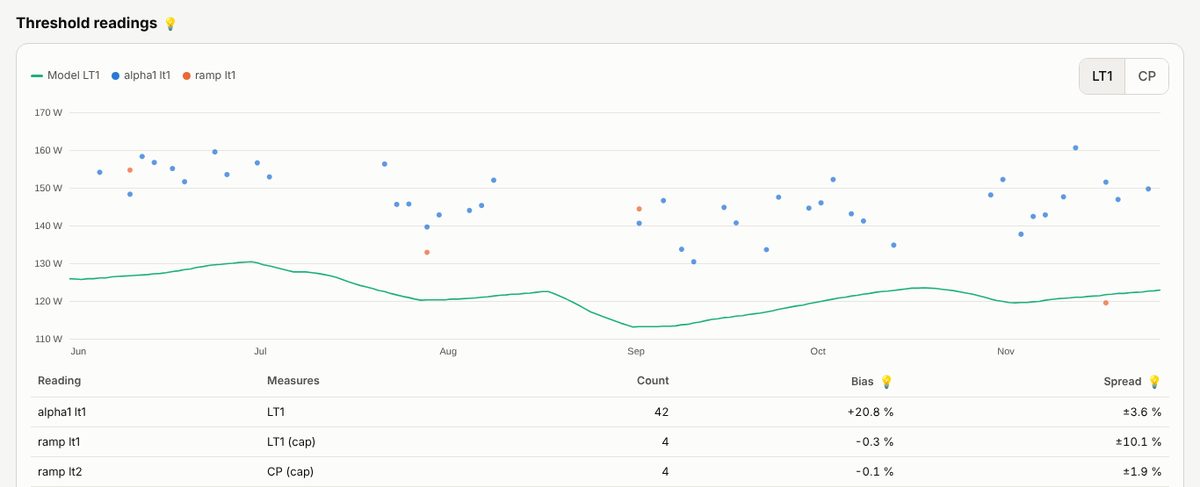 Threshold readings 💡
Model LT1 alpha1 lt1 ramp lt1 LT1 CP
170 W
160 W
150 W
140 W
130 W
120 W
110 W
Jun Jul Aug Sep Oct Nov
Reading Measures Count Bias 💡 Spread 💡
alpha1 lt1 LT1 42 +20.8 % ±3.6 %
ramp lt1 LT1 (cap) 4 -0.3 % ±10.1 %
ramp lt2 CP (cap) 4 -0.1 % ±1.9 %